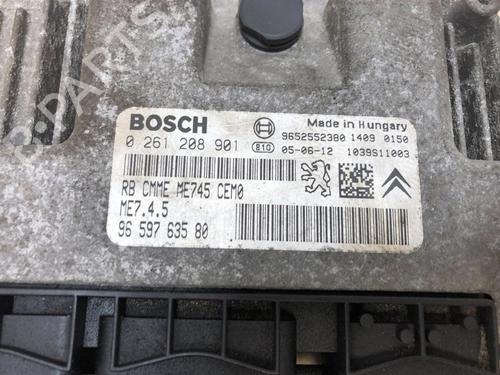 BOSCH
Made in Hungary
9652552380 1409 0150
0 261 208 901
810 05-06-12 1039S11003
RB CMME ME745 CEM0
ME7.4.5
96 597 635 80